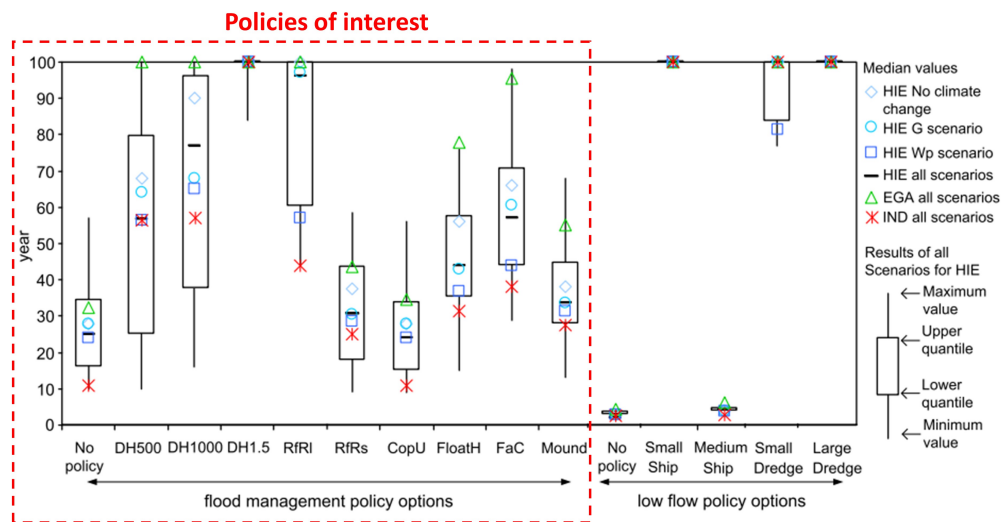 Policies of interest
100
90
80
70
60
50
40
30
20
10
0
year
No policy
DH500
DH1000
DH1.5
RfRl
RfRs
CopU
FloatH
FaC
Mound
No policy
Small Ship
Medium Ship
Small Dredge
Large Dredge
flood management policy options
low flow policy options
Median values
HIE No climate
change
HIE G scenario
HIE Wp scenario
HIE all scenarios
EGA all scenarios
IND all scenarios
Results of all
Scenarios for HIE
Maximum
value
Upper
quantile
Lower
quantile
Minimum
value